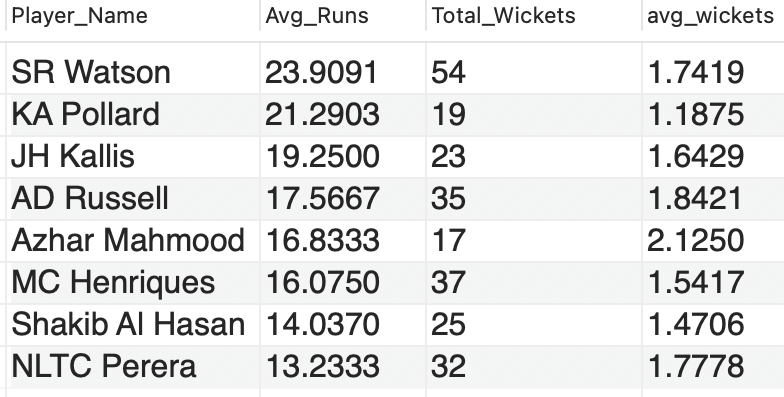 Player_Name Avg_Runs Total_Wickets avg_wickets
SR Watson 23.9091 54 1.7419
KA Pollard 21.2903 19 1.1875
JH Kallis 19.2500 23 1.6429
AD Russell 17.5667 35 1.8421
Azhar Mahmood 16.8333 17 2.1250
MC Henriques 16.0750 37 1.5417
Shakib Al Hasan 14.0370 25 1.4706
NLTC Perera 13.2333 32 1.7778